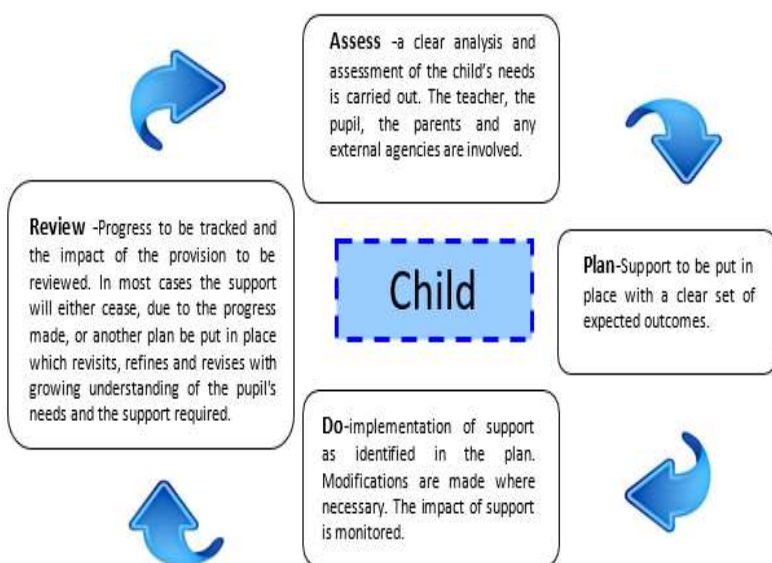 Assess -a clear analysis and
assessment of the child's needs
is carried out. The teacher, the
pupil, the parents and any
external agencies are involved.
Plan-Support to be put in
place with a clear set of
expected outcomes.
Do-implementation of support
as identified in the plan.
Modifications are made where
necessary. The impact of support
is monitored.
Review -Progress to be tracked and
the impact of the provision to be
reviewed. In most cases the support
will either cease, due to the progress
made, or another plan be put in place
which revisits, refines and revises with
growing understanding of the pupil's
needs and the support required.
Child